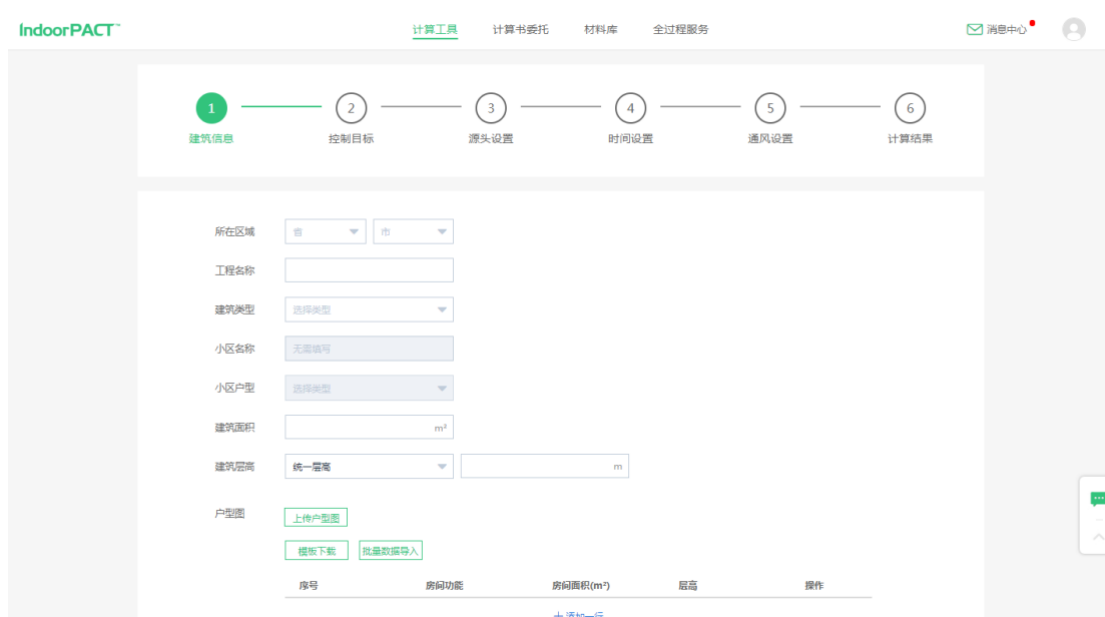 IndoorPACT™ 计算工具 计算书委托 材料库 全过程服务 消息中心
1 2 3 4 5 6
建筑信息 控制目标 源头设置 时间设置 通风设置 计算结果
所在区域 省 市
工程名称
建筑类型 选择类型
小区名称 无需填写
小区户型 选择类型
建筑面积 m²
建筑层高 统一层高 m
户型图 上传户型图
模板下载 批量数据导入
序号 房间功能 房间面积(m²) 层高 操作
十添加一行